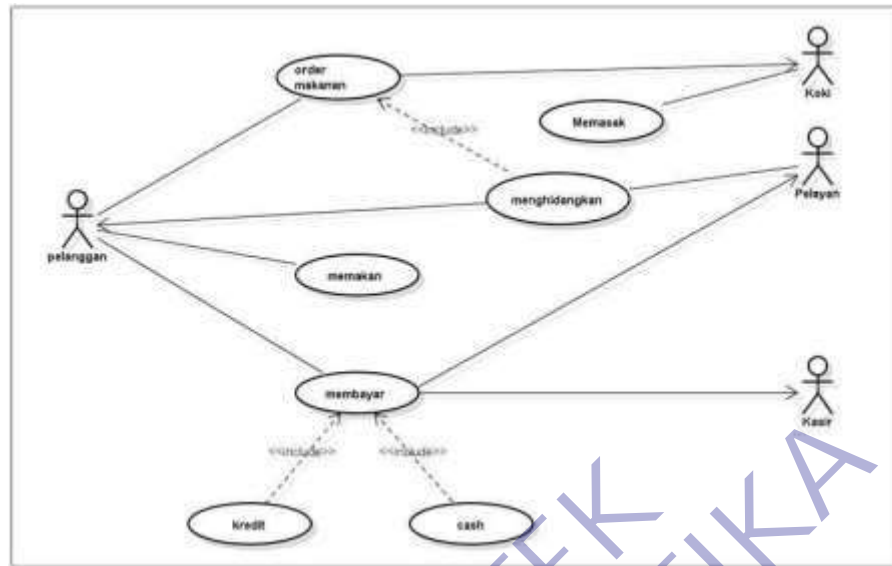 order
makanan
Koki
Memasak
<<include>>
Pelayan
menghidangkan
pelanggan
memakan
membayar
Kasir
<<include>>
<<include>>
kredit
cash